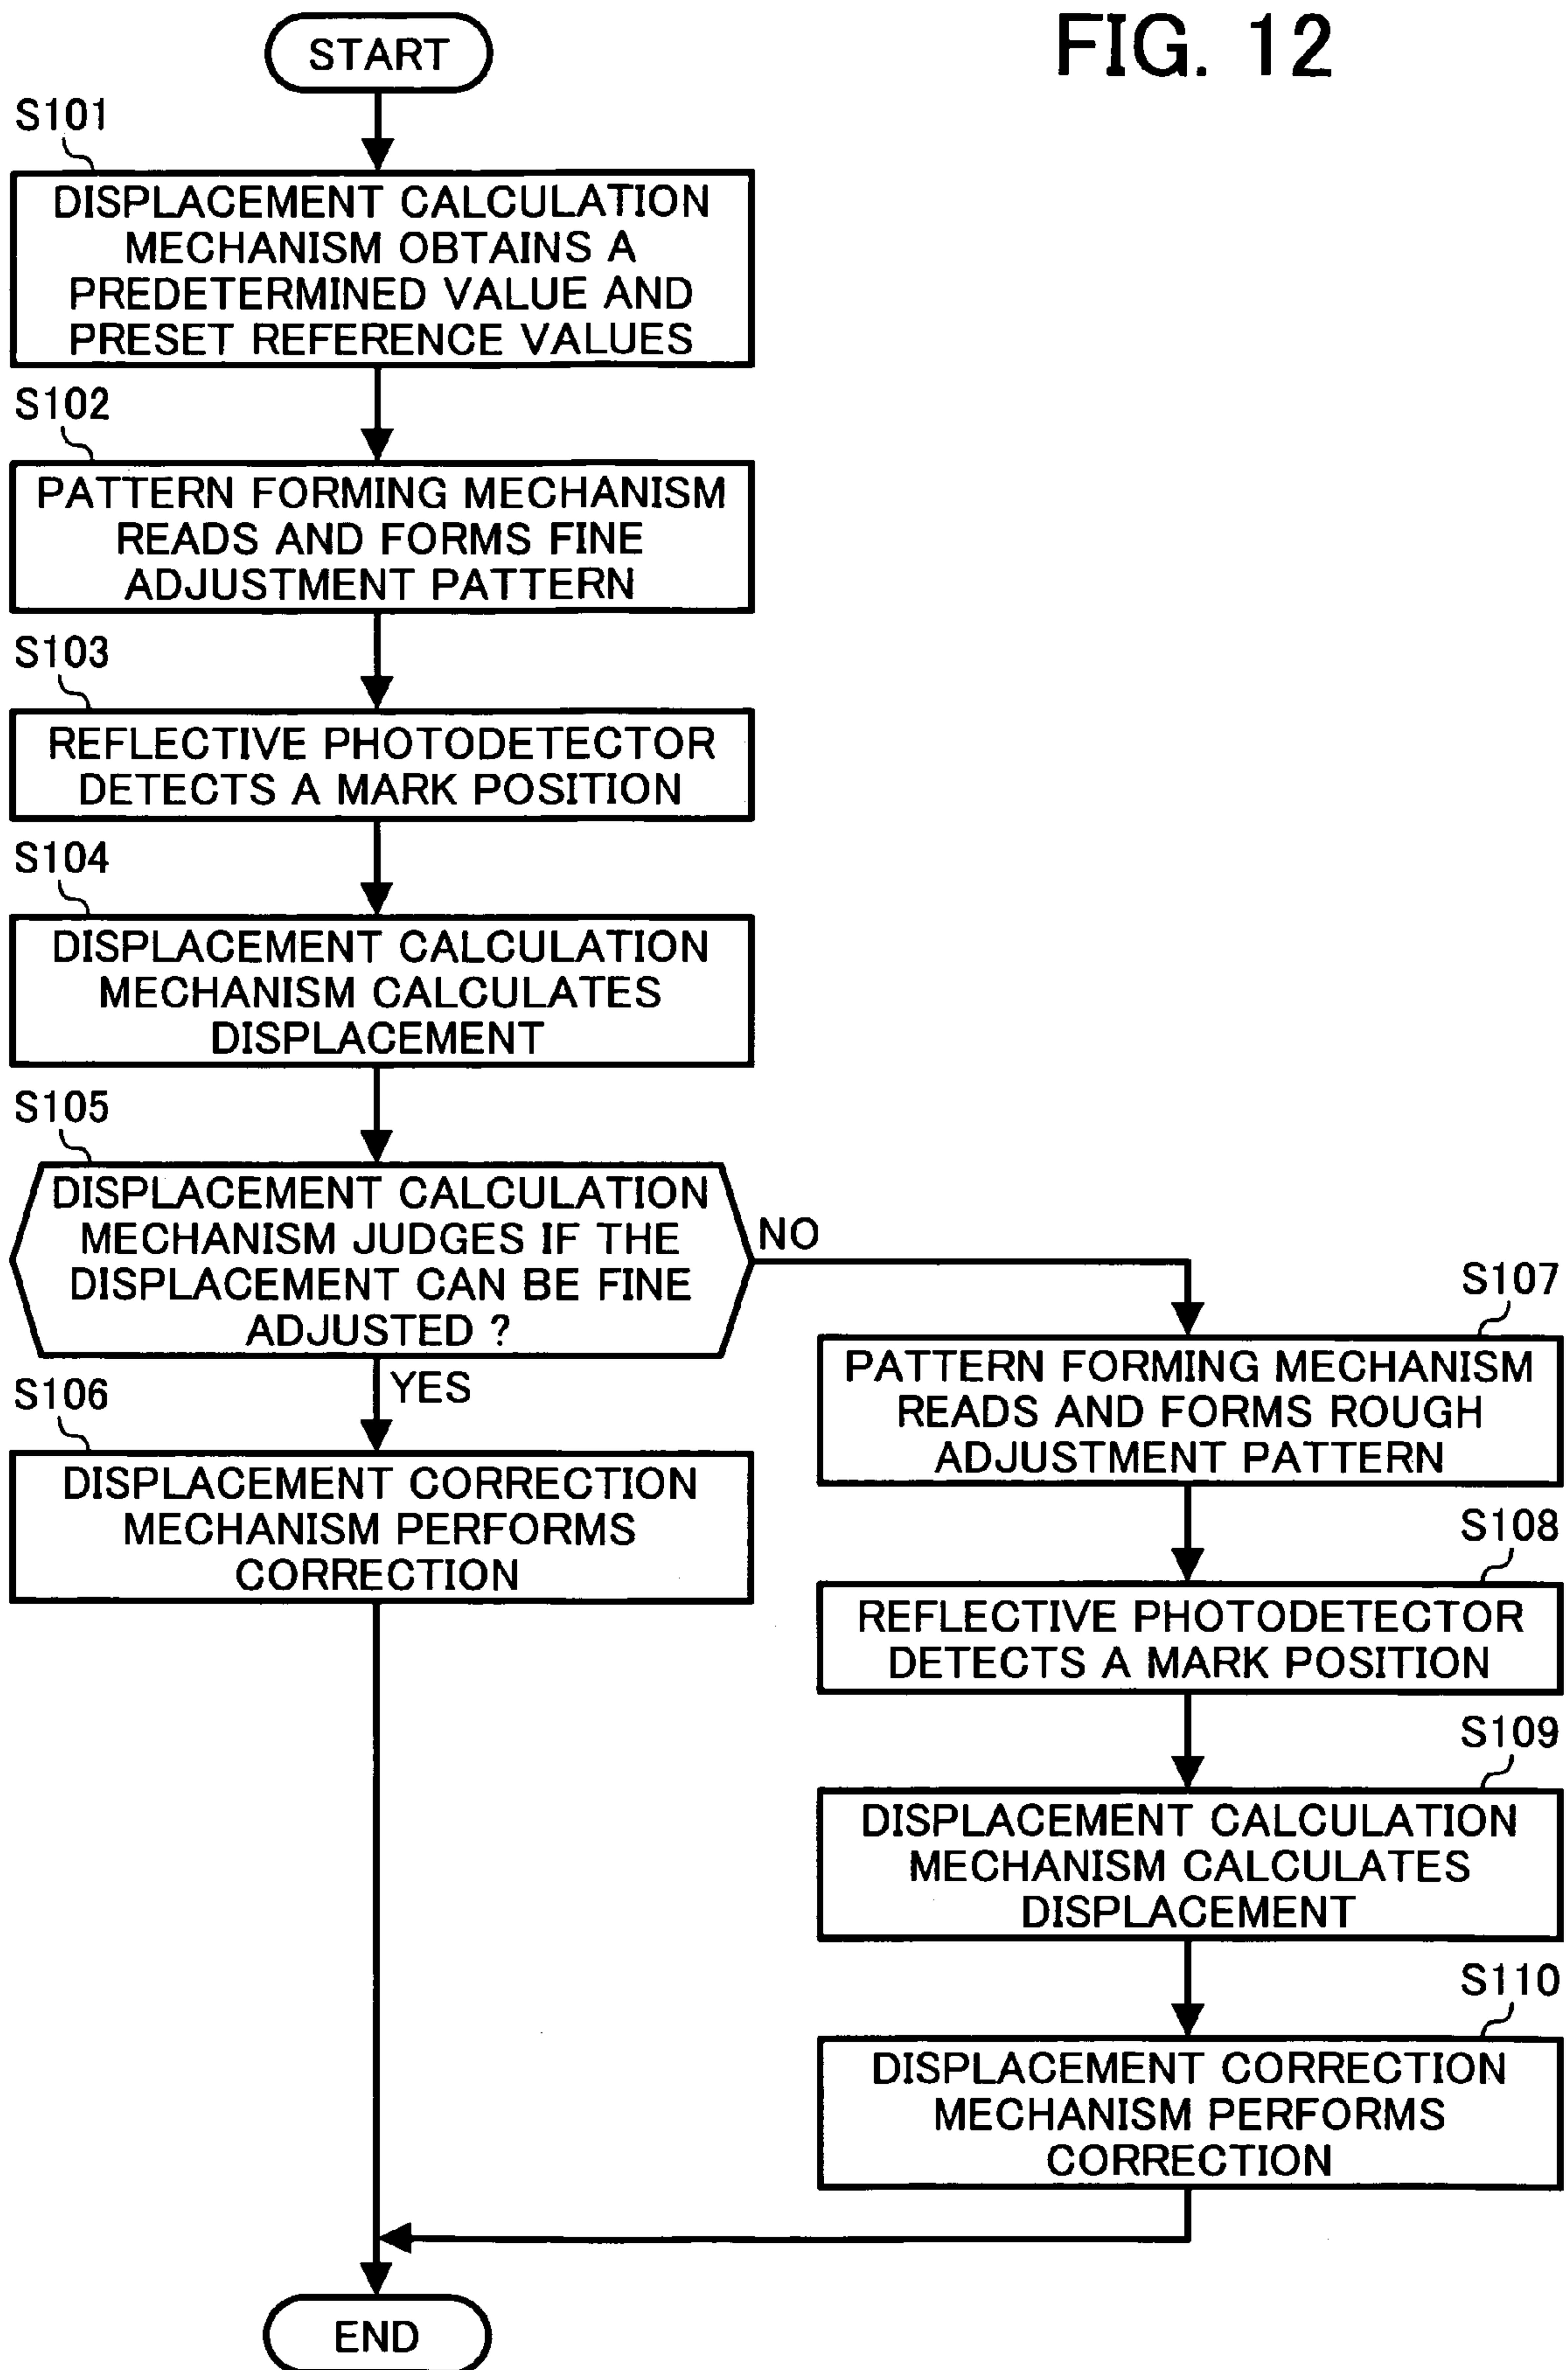 FIG. 12
START
S101
DISPLACEMENT CALCULATION
MECHANISM OBTAINS A
PREDETERMINED VALUE AND
PRESET REFERENCE VALUES
S102
PATTERN FORMING MECHANISM
READS AND FORMS FINE
ADJUSTMENT PATTERN
S103
REFLECTIVE PHOTODETECTOR
DETECTS A MARK POSITION
S104
DISPLACEMENT CALCULATION
MECHANISM CALCULATES
DISPLACEMENT
S105
DISPLACEMENT CALCULATION
MECHANISM JUDGES IF THE
DISPLACEMENT CAN BE FINE
ADJUSTED ?
NO
YES
S106
DISPLACEMENT CORRECTION
MECHANISM PERFORMS
CORRECTION
S107
PATTERN FORMING MECHANISM
READS AND FORMS ROUGH
ADJUSTMENT PATTERN
S108
REFLECTIVE PHOTODETECTOR
DETECTS A MARK POSITION
S109
DISPLACEMENT CALCULATION
MECHANISM CALCULATES
DISPLACEMENT
S110
DISPLACEMENT CORRECTION
MECHANISM PERFORMS
CORRECTION
END